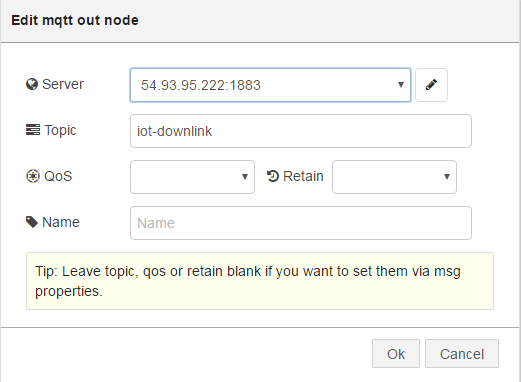 Edit mqtt out node
Server 54.93.95.222:1883
Topic iot-downlink
QoS Retain
Name Name
Tip: Leave topic, qos or retain blank if you want to set them via msg
properties.
Ok Cancel